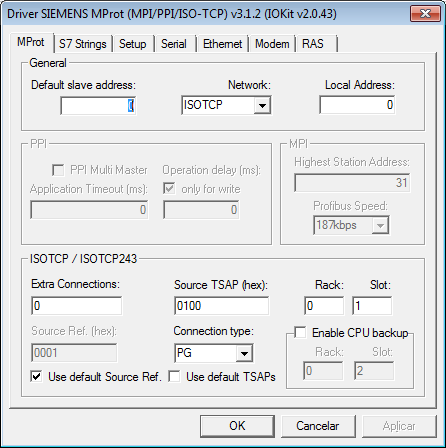 Driver SIEMENS MProt (MPI/PPI/ISO-TCP) v3.1.2 (IOKit v2.0.43)
MProt S7 Strings Setup Serial Ethernet Modem RAS
General
Default slave address: Network: Local Address:
0 ISOTCP 0
PPI MPI
PPI Multi Master Operation delay (ms): Highest Station Address:
Application Timeout (ms): only for write 31
0 0 Profibus Speed:
187kbps
ISOTCP / ISOTCP243
Extra Connections: Source TSAP (hex): Rack: Slot:
0 0100 0 1
Source Ref. (hex): Connection type: Enable CPU backup
0001 PG Rack: Slot:
Use default Source Ref. Use default TSAPs 0 2
OK Cancelar Aplicar